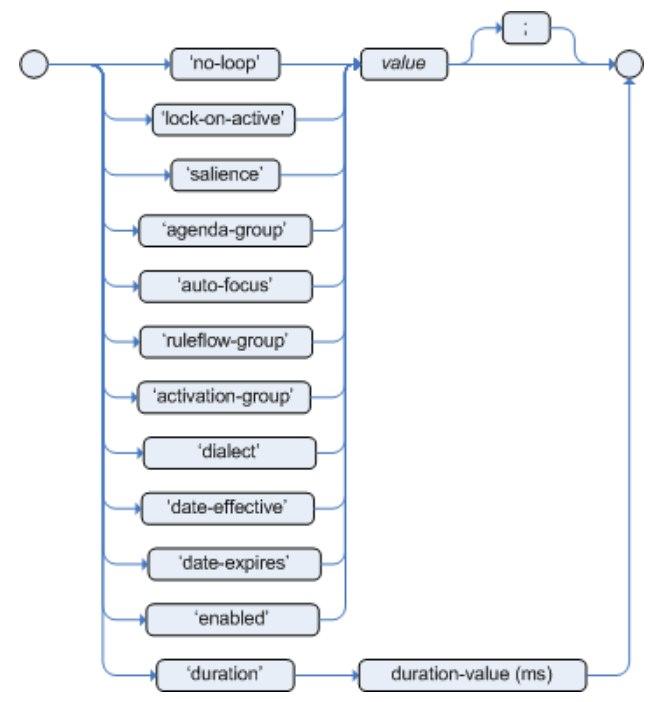 ;
‘no-loop’ value
‘lock-on-active’
‘salience’
‘agenda-group’
‘auto-focus’
‘ruleflow-group’
‘activation-group’
‘dialect’
‘date-effective’
‘date-expires’
‘enabled’
‘duration’ duration-value (ms)